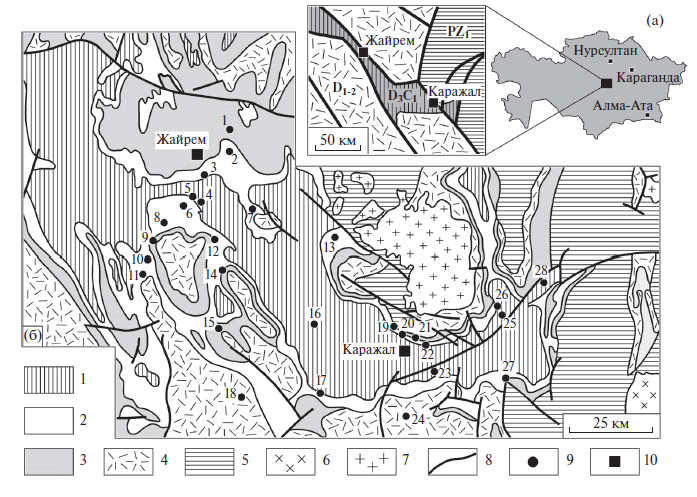 (а)
Жайрем
PZ1
D1-2
D3C1
Каражал
50 км
Нурсултан
Караганда
Алма-Ата
1
Жайрем
2
3
5
4
6
8
7
9
12
13
10
11
14
28
26
25
15
16
19
20
21
22
Каражал
(б)
23
27
17
18
24
25 км
1
2
3 4 5 6 7 8 9 10